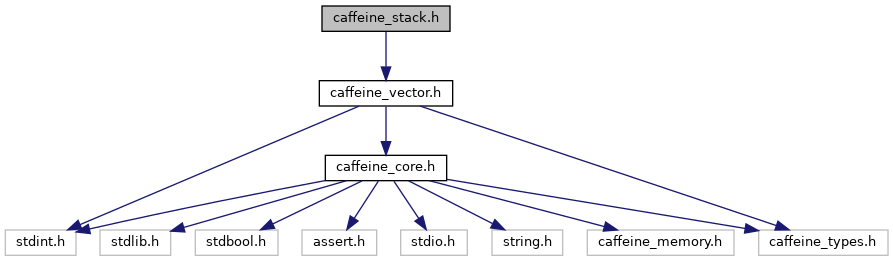 caffeine_stack.h
caffeine_vector.h
caffeine_core.h
stdint.h
stdlib.h
stdbool.h
assert.h
stdio.h
string.h
caffeine_memory.h
caffeine_types.h